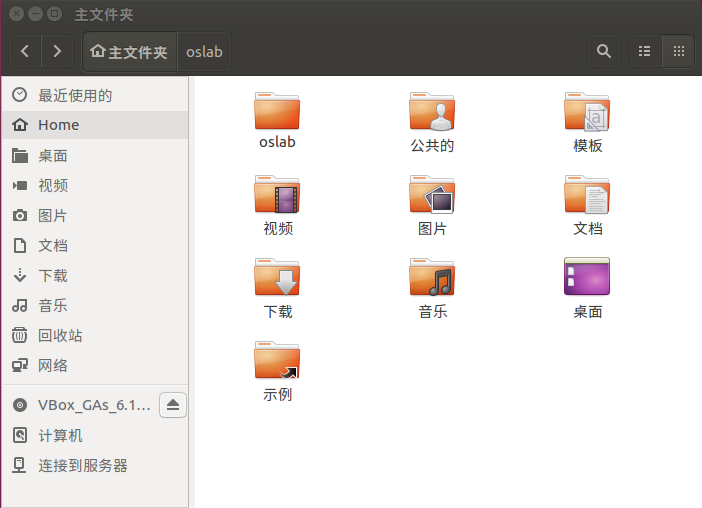 主文件夹
主文件夹 oslab
最近使用的
Home
桌面
视频
图片
文档
下载
音乐
回收站
网络
VBox_GAs_6.1...
计算机
连接到服务器
oslab 公共的 模板
视频 图片 文档
下载 音乐 桌面
示例